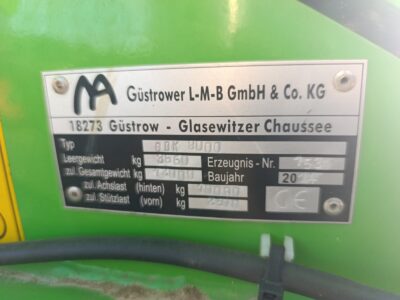 Güstrower L-M-B GmbH & Co. KG
18273 Güstrow - Glasewitzer Chaussee
Typ
Leergewicht kg Erzeugnis-Nr.
zul. Gesamtgewicht kg Baujahr 20
zul. Achslast (hinten) kg
zul. Stützlast (vorn) kg
CE